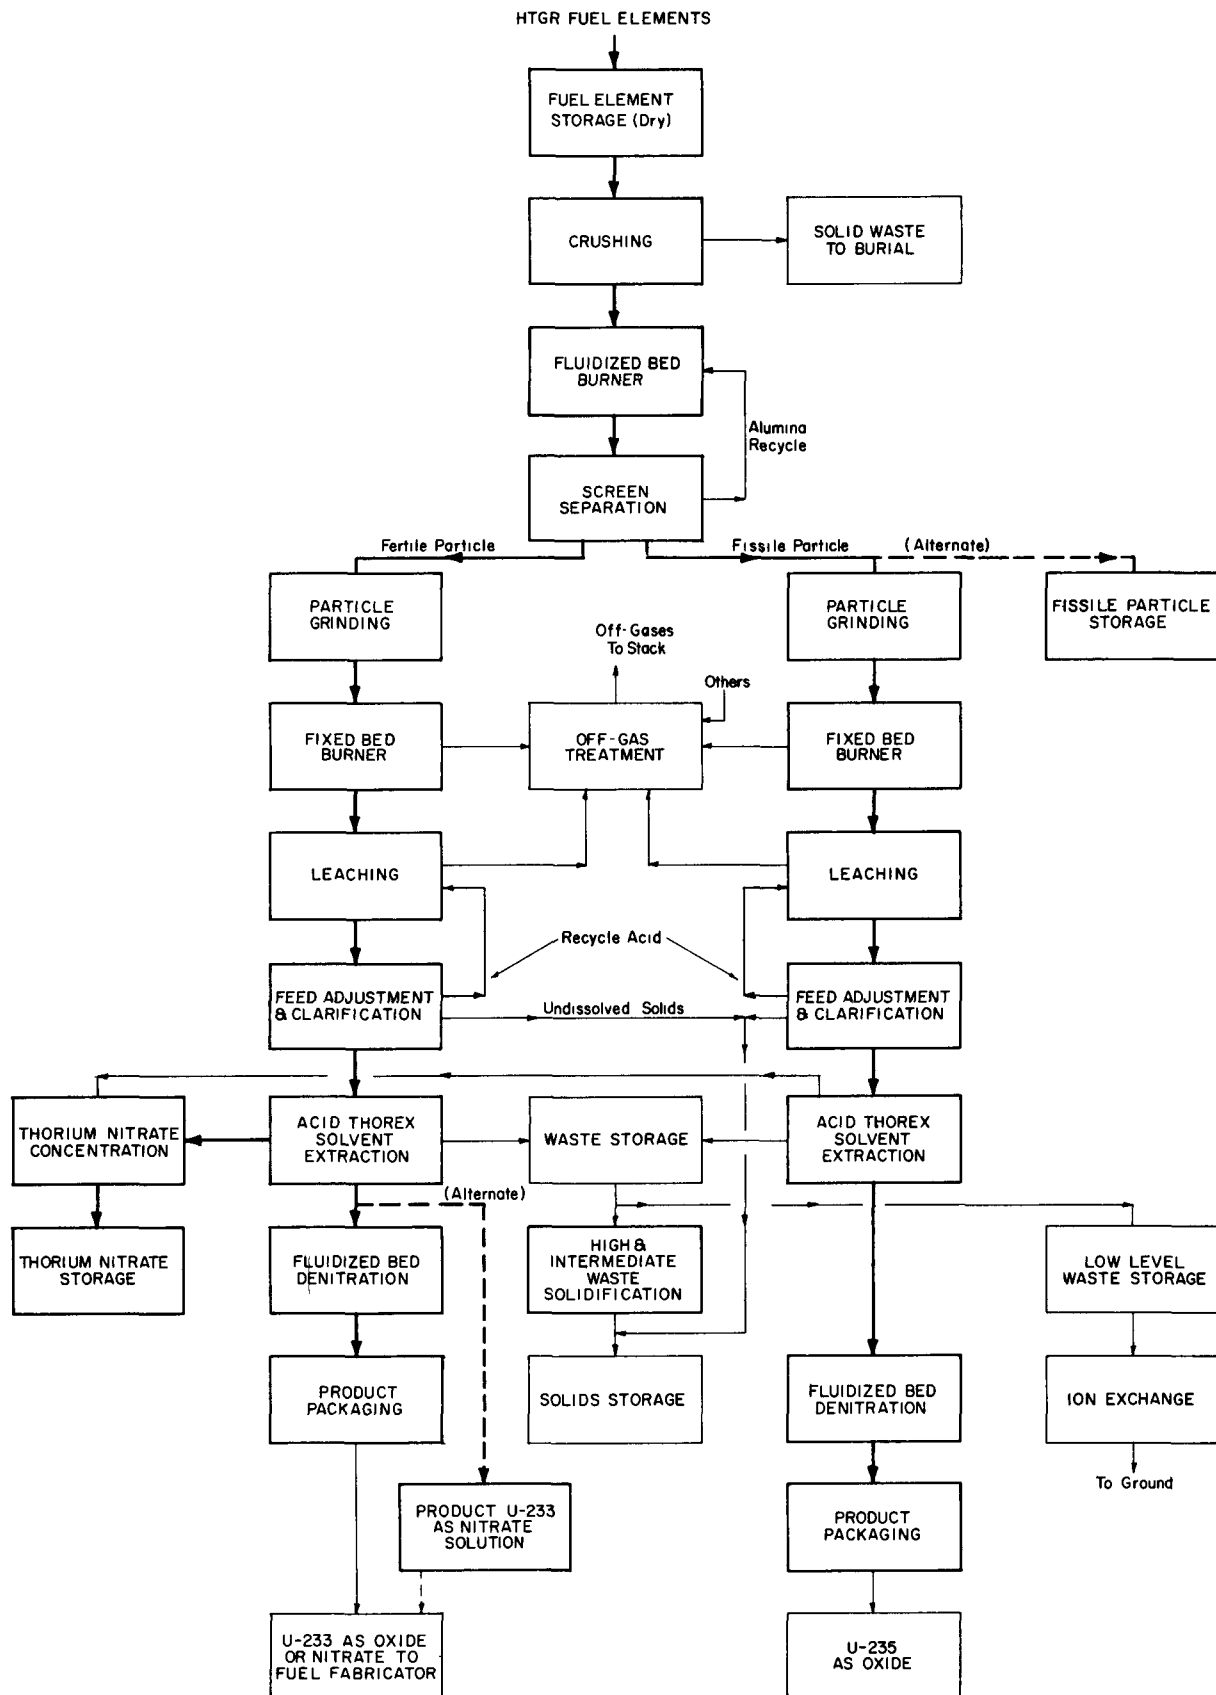 HTGR FUEL ELEMENTS
FUEL ELEMENT
STORAGE (Dry)
CRUSHING
SOLID WASTE
TO BURIAL
FLUIDIZED BED
BURNER
Alumina
Recycle
SCREEN
SEPARATION
Fertile Particle
Fissile Particle
(Alternate)
PARTICLE
GRINDING
PARTICLE
GRINDING
FISSILE PARTICLE
STORAGE
Off-Gases
To Stack
Others
FIXED BED
BURNER
OFF-GAS
TREATMENT
FIXED BED
BURNER
LEACHING
LEACHING
Recycle Acid
FEED ADJUSTMENT
& CLARIFICATION
Undissolved Solids
FEED ADJUSTMENT
& CLARIFICATION
THORIUM NITRATE
CONCENTRATION
ACID THOREX
SOLVENT
EXTRACTION
WASTE STORAGE
ACID THOREX
SOLVENT
EXTRACTION
(Alternate)
THORIUM NITRATE
STORAGE
FLUIDIZED BED
DENITRATION
HIGH &
INTERMEDIATE
WASTE
SOLIDIFICATION
LOW LEVEL
WASTE STORAGE
PRODUCT
PACKAGING
SOLIDS STORAGE
FLUIDIZED BED
DENITRATION
ION EXCHANGE
To Ground
PRODUCT U-233
AS NITRATE
SOLUTION
PRODUCT
PACKAGING
U-233 AS OXIDE
OR NITRATE TO
FUEL FABRICATOR
U-235
AS OXIDE